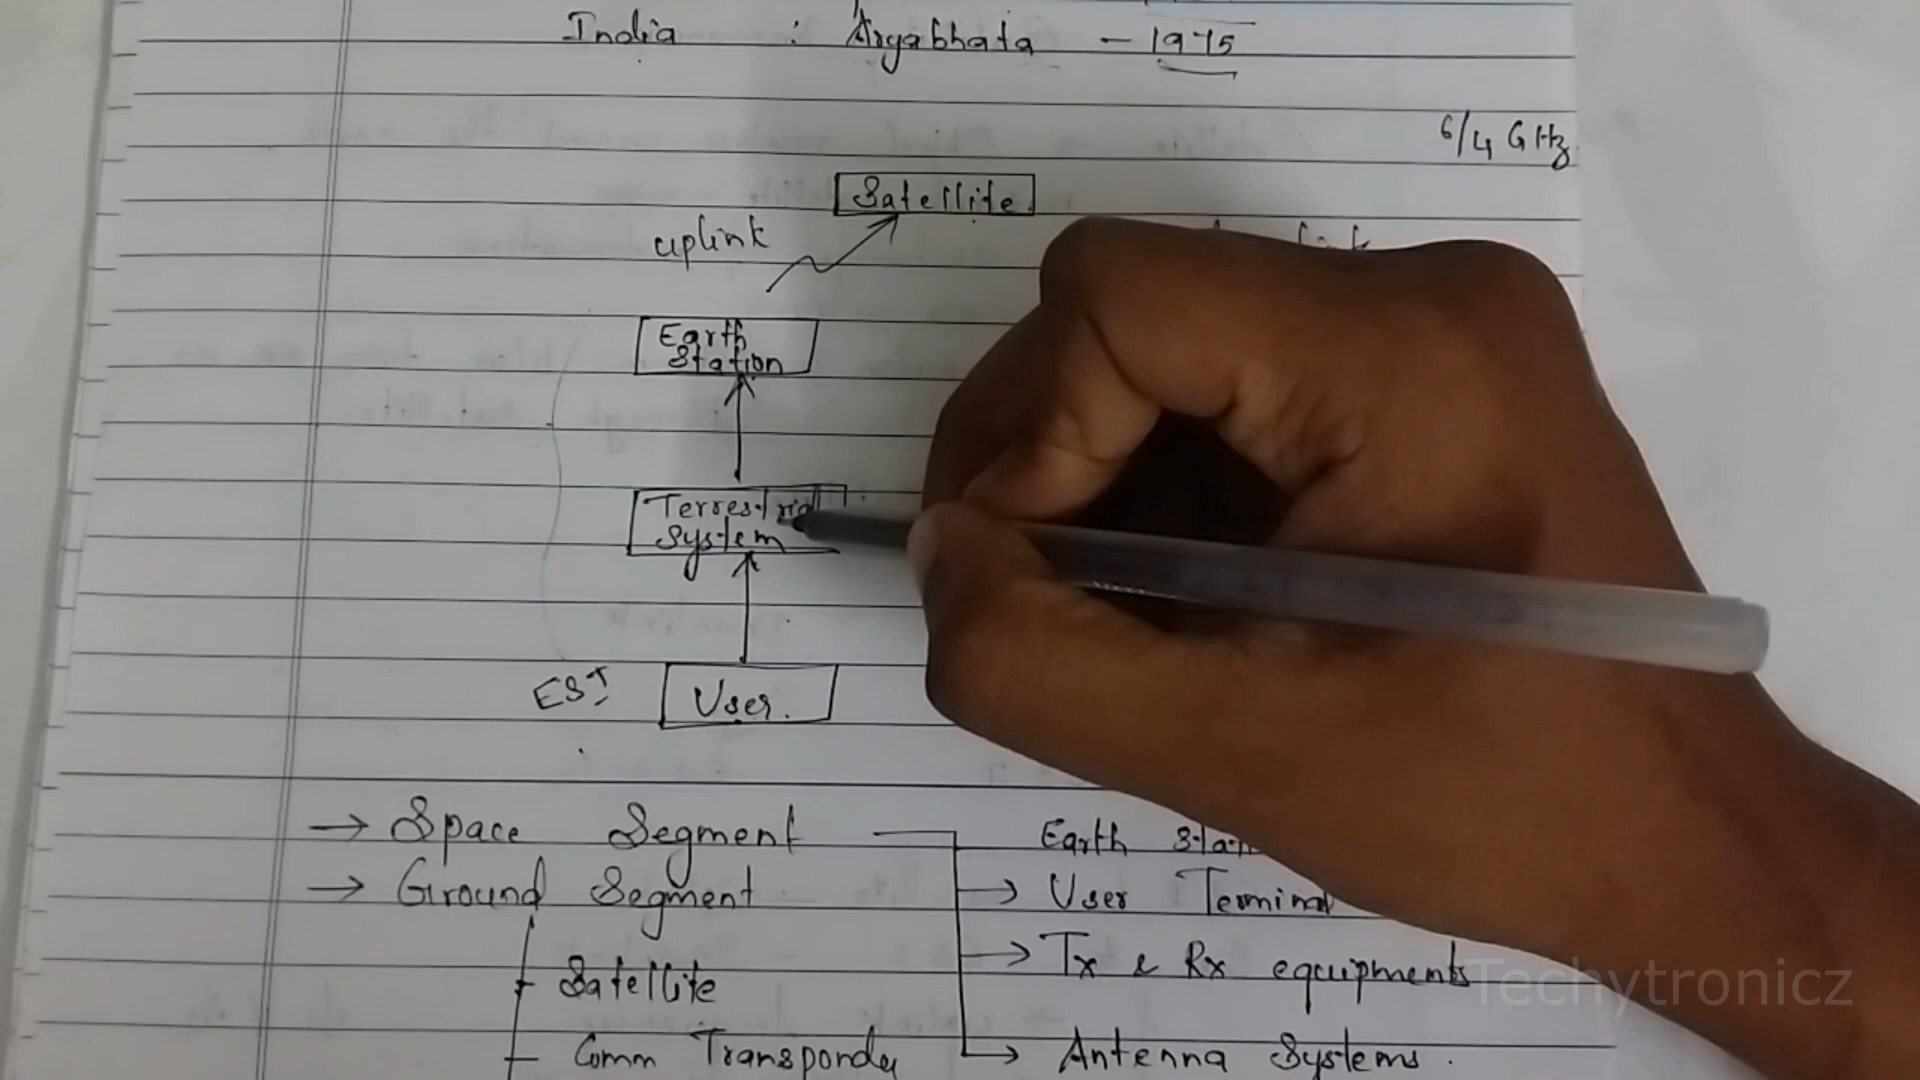 India : Aryabhata - 1975
6/4 GHz
Satellite
uplink
Earth
Station
Terrestrial
System
EST User.
→ Space Segment Earth
→ Ground Segment → User Terminal
→ Tx & Rx equipments
Satellite
Techytronicz
Comm Transponder → Antenna Systems.